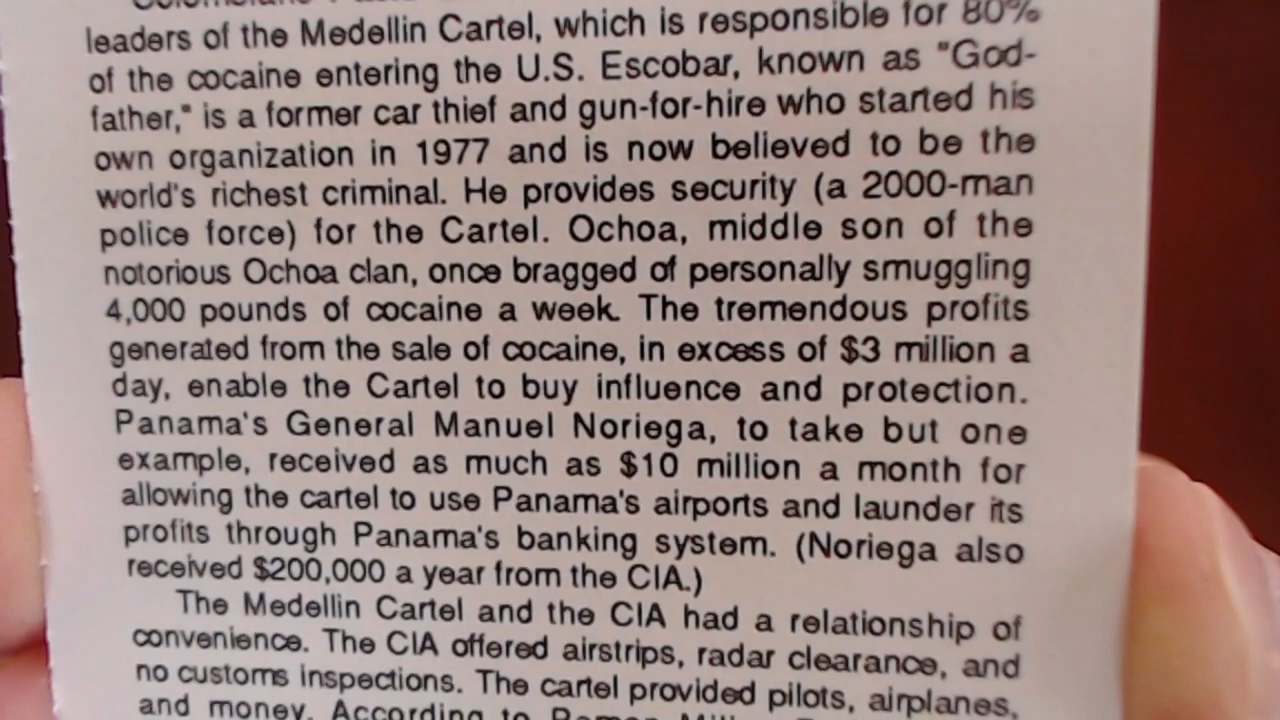 leaders of the Medellin Cartel, which is responsible for 80%
of the cocaine entering the U.S. Escobar, known as "God-
father," is a former car thief and gun-for-hire who started his
own organization in 1977 and is now believed to be the
world's richest criminal. He provides security (a 2000-man
police force) for the Cartel. Ochoa, middle son of the
notorious Ochoa clan, once bragged of personally smuggling
4,000 pounds of cocaine a week. The tremendous profits
generated from the sale of cocaine, in excess of $3 million a
day, enable the Cartel to buy influence and protection.
Panama's General Manuel Noriega, to take but one
example, received as much as $10 million a month for
allowing the cartel to use Panama's airports and launder its
profits through Panama's banking system. (Noriega also
received $200,000 a year from the CIA.)
The Medellin Cartel and the CIA had a relationship of
convenience. The CIA offered airstrips, radar clearance, and
no customs inspections. The cartel provided pilots, airplanes,
and money. According to